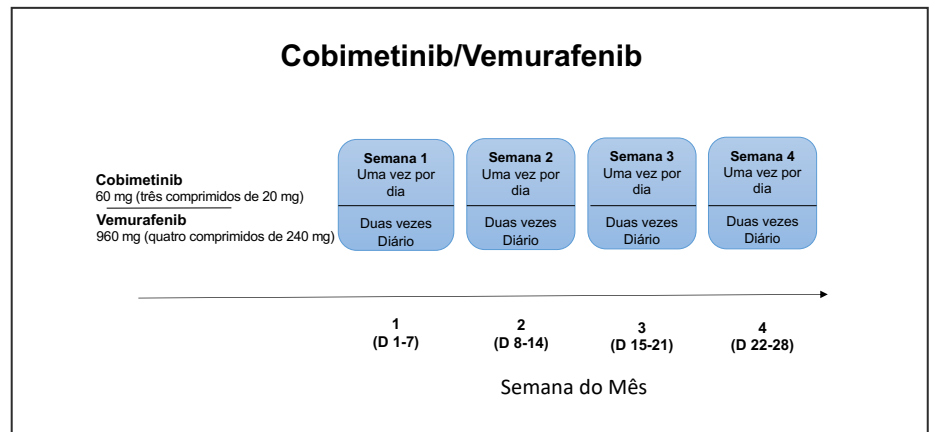 Cobimetinib/Vemurafenib
Cobimetinib
60 mg (três comprimidos de 20 mg)
Vemurafenib
960 mg (quatro comprimidos de 240 mg)
Semana 1
Uma vez por
dia
Duas vezes
Diário
Semana 2
Uma vez por
dia
Duas vezes
Diário
Semana 3
Uma vez por
dia
Duas vezes
Diário
Semana 4
Uma vez por
dia
Duas vezes
Diário
1
(D 1-7)
2
(D 8-14)
3
(D 15-21)
4
(D 22-28)
Semana do Mês